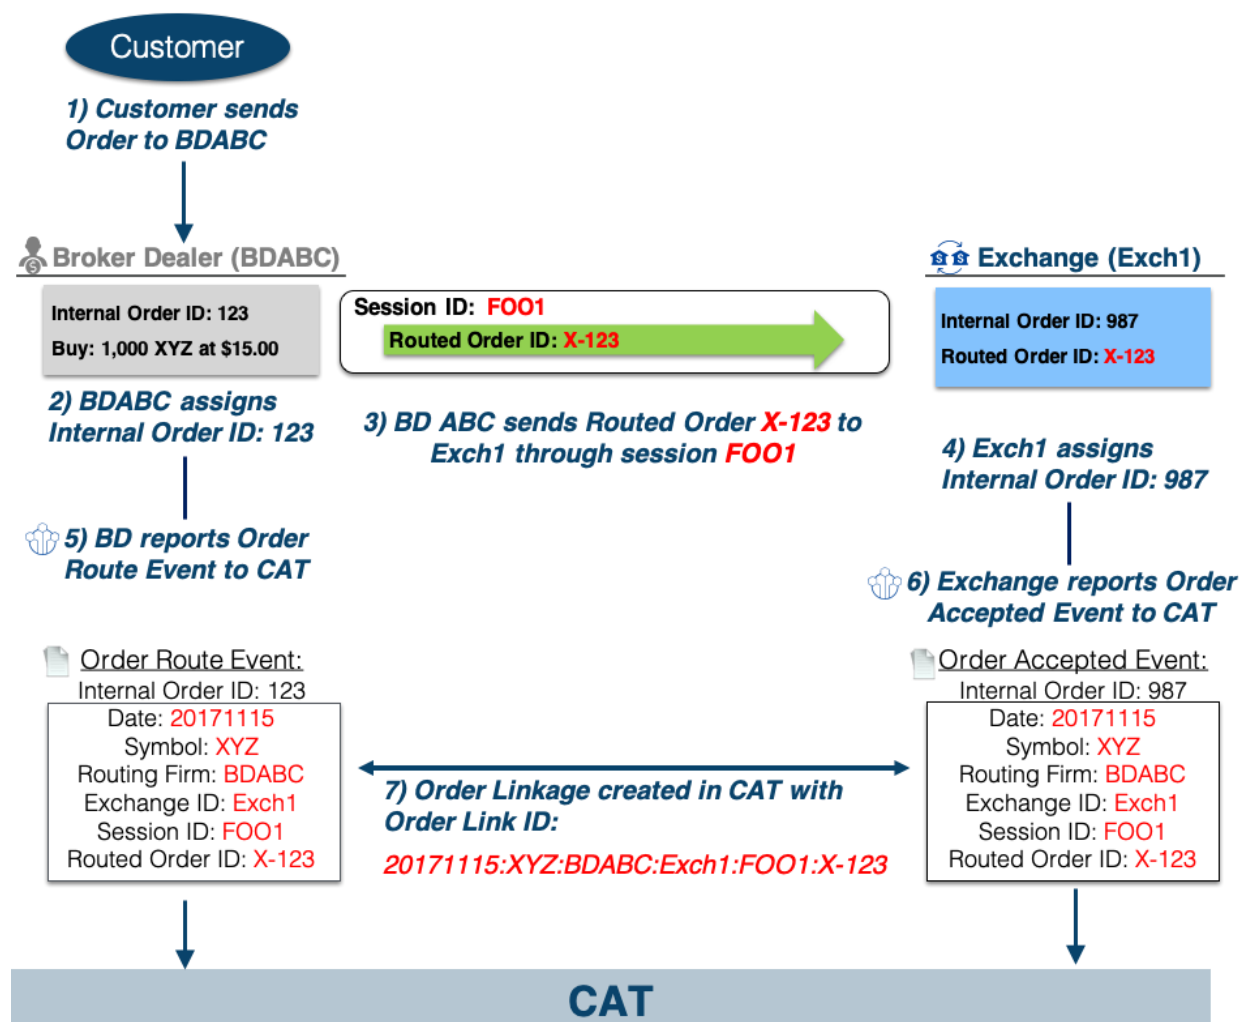 Customer
1) Customer sends
Order to BDABC
Broker Dealer (BDABC)
Internal Order ID: 123
Buy: 1,000 XYZ at $15.00
Session ID: FOO1
Routed Order ID: X-123
Exchange (Exch1)
Internal Order ID: 987
Routed Order ID: X-123
2) BDABC assigns
Internal Order ID: 123
3) BD ABC sends Routed Order X-123 to
Exch1 through session FOO1
4) Exch1 assigns
Internal Order ID: 987
5) BD reports Order
Route Event to CAT
6) Exchange reports Order
Accepted Event to CAT
Order Route Event:
Internal Order ID: 123
Date: 20171115
Symbol: XYZ
Routing Firm: BDABC
Exchange ID: Exch1
Session ID: FOO1
Routed Order ID: X-123
7) Order Linkage created in CAT with
Order Link ID:
20171115:XYZ:BDABC:Exch1:FOO1:X-123
Order Accepted Event:
Internal Order ID: 987
Date: 20171115
Symbol: XYZ
Routing Firm: BDABC
Exchange ID: Exch1
Session ID: FOO1
Routed Order ID: X-123
CAT